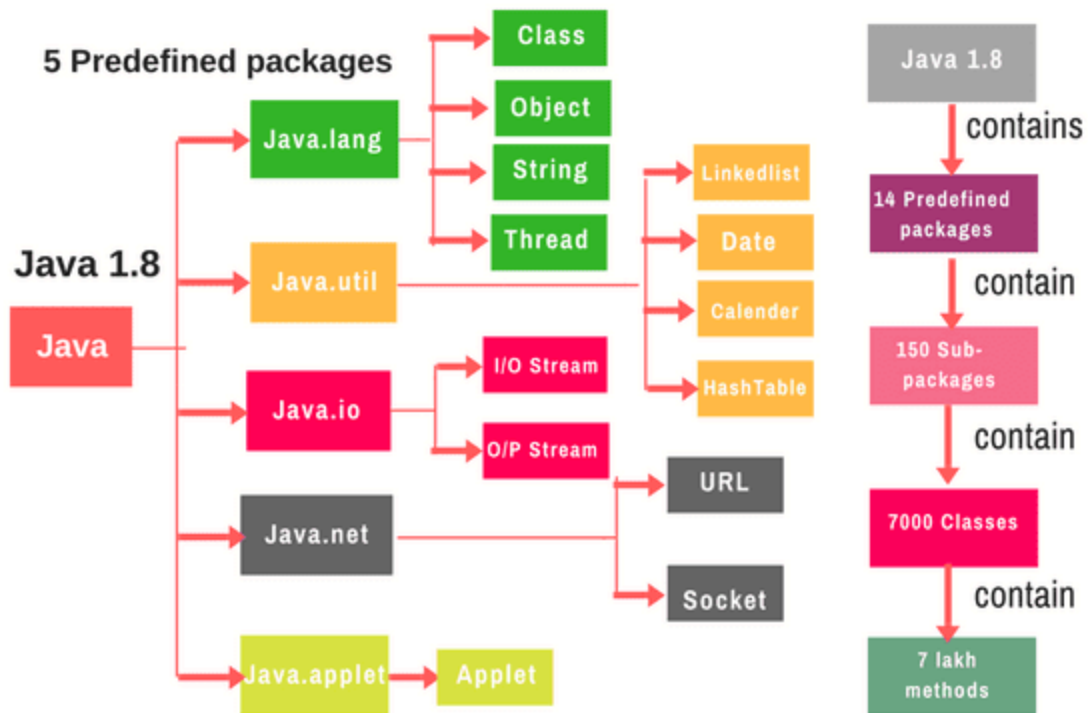 5 Predefined packages
Java 1.8
Java
Java.lang
Class
Object
String
Thread
Java.util
Linkedlist
Date
Calender
HashTable
Java.io
I/O Stream
O/P Stream
Java.net
URL
Socket
Java.applet
Applet
Java 1.8
contains
14 Predefined
packages
contain
150 Sub-
packages
contain
7000 Classes
contain
7 lakh
methods